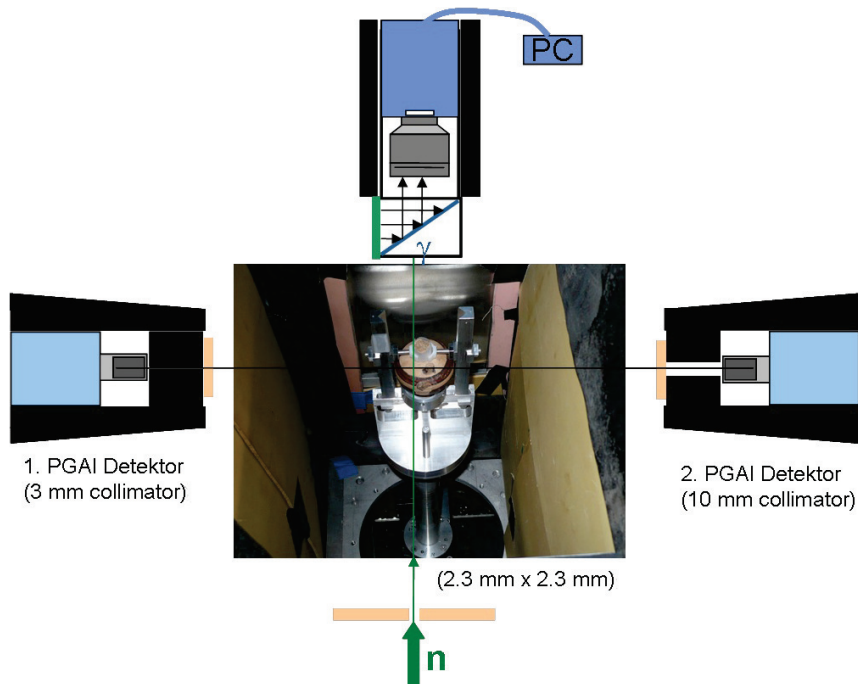 PC
γ
1. PGAI Detektor
(3 mm collimator)
2. PGAI Detektor
(10 mm collimator)
(2.3 mm x 2.3 mm)
n